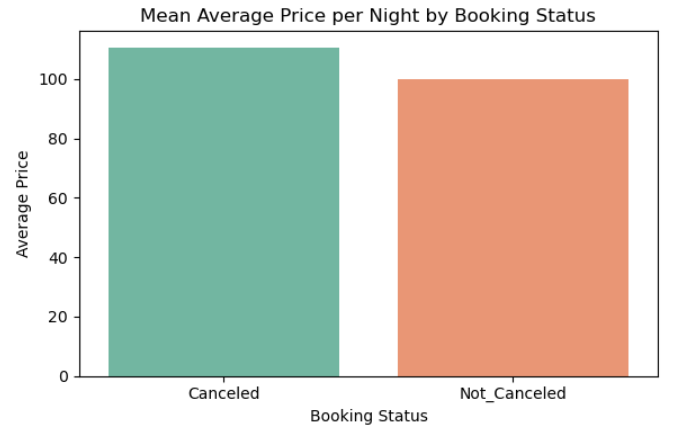 Mean Average Price per Night by Booking Status
Average Price
100
80
60
40
20
0
Canceled
Not_Canceled
Booking Status